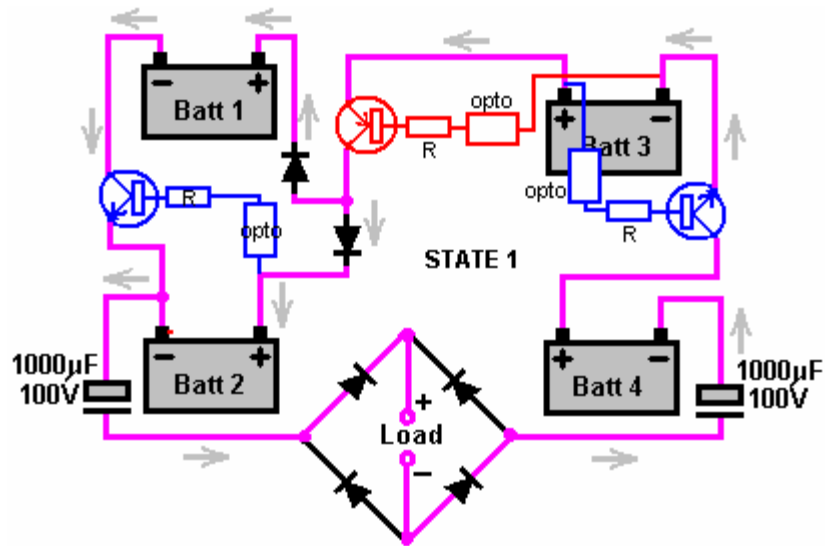 − +
Batt 1
opto
R
+ −
Batt 3
opto
R
R
opto
STATE 1
− +
Batt 2
1000µF
100V
+
Load
−
+ −
Batt 4
1000µF
100V